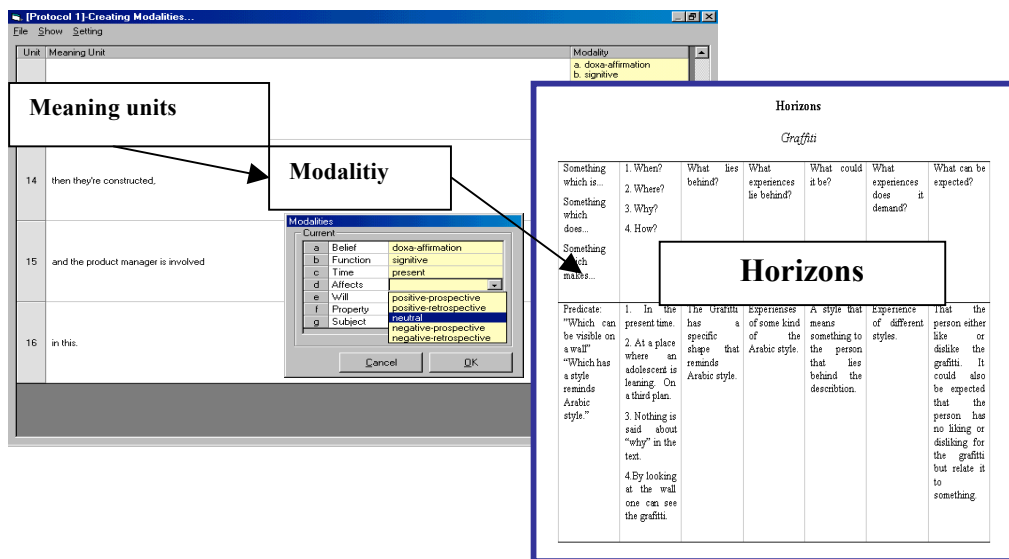 [Protocol 1]-Creating Modalities...
File Show Setting
Unit Meaning Unit Modality
a. doxa-affirmation
b. signitive
Meaning units
14 then they're constructed,
Modalitiy
15 and the product manager is involved
16 in this.
Modalities
Current
a Belief doxa-affirmation
b Function signitive
c Time present
d Affects
e Will
f Property
g Subject
positive-prospective
positive-retrospective
neutral
negative-prospective
negative-retrospective
Cancel OK
Horizons
Graffiti
Something
which is...
Something
which
does...
Something
which
makes...
1. When?
2. Where?
3. Why?
4. How?
What lies
behind?
What
experiences
lie behind?
What could
it be?
What
experiences
does it
demand?
What can be
expected?
Horizons
Predicate:
"Which can
be visible on
a wall"
"Which has
a style
reminds
Arabic
style."
1. In the
present time.
2. At a place
where an
adolescent is
leaning. On
a third plan.
3. Nothing is
said about
"why" in the
text.
4.By looking
at the wall
one can see
the grafitti.
The Grafitti
has a
specific
shape that
reminds
Arabic style.
Expierenses
of some kind
of the
Arabic style.
A style that
means
something to
the person
that lies
behind the
describtion.
Experience
of different
styles.
That the
person either
like or
dislike the
grafitti. It
could also
be expected
that the
person has
no liking or
disliking for
the grafitti
but relate it
to
something.